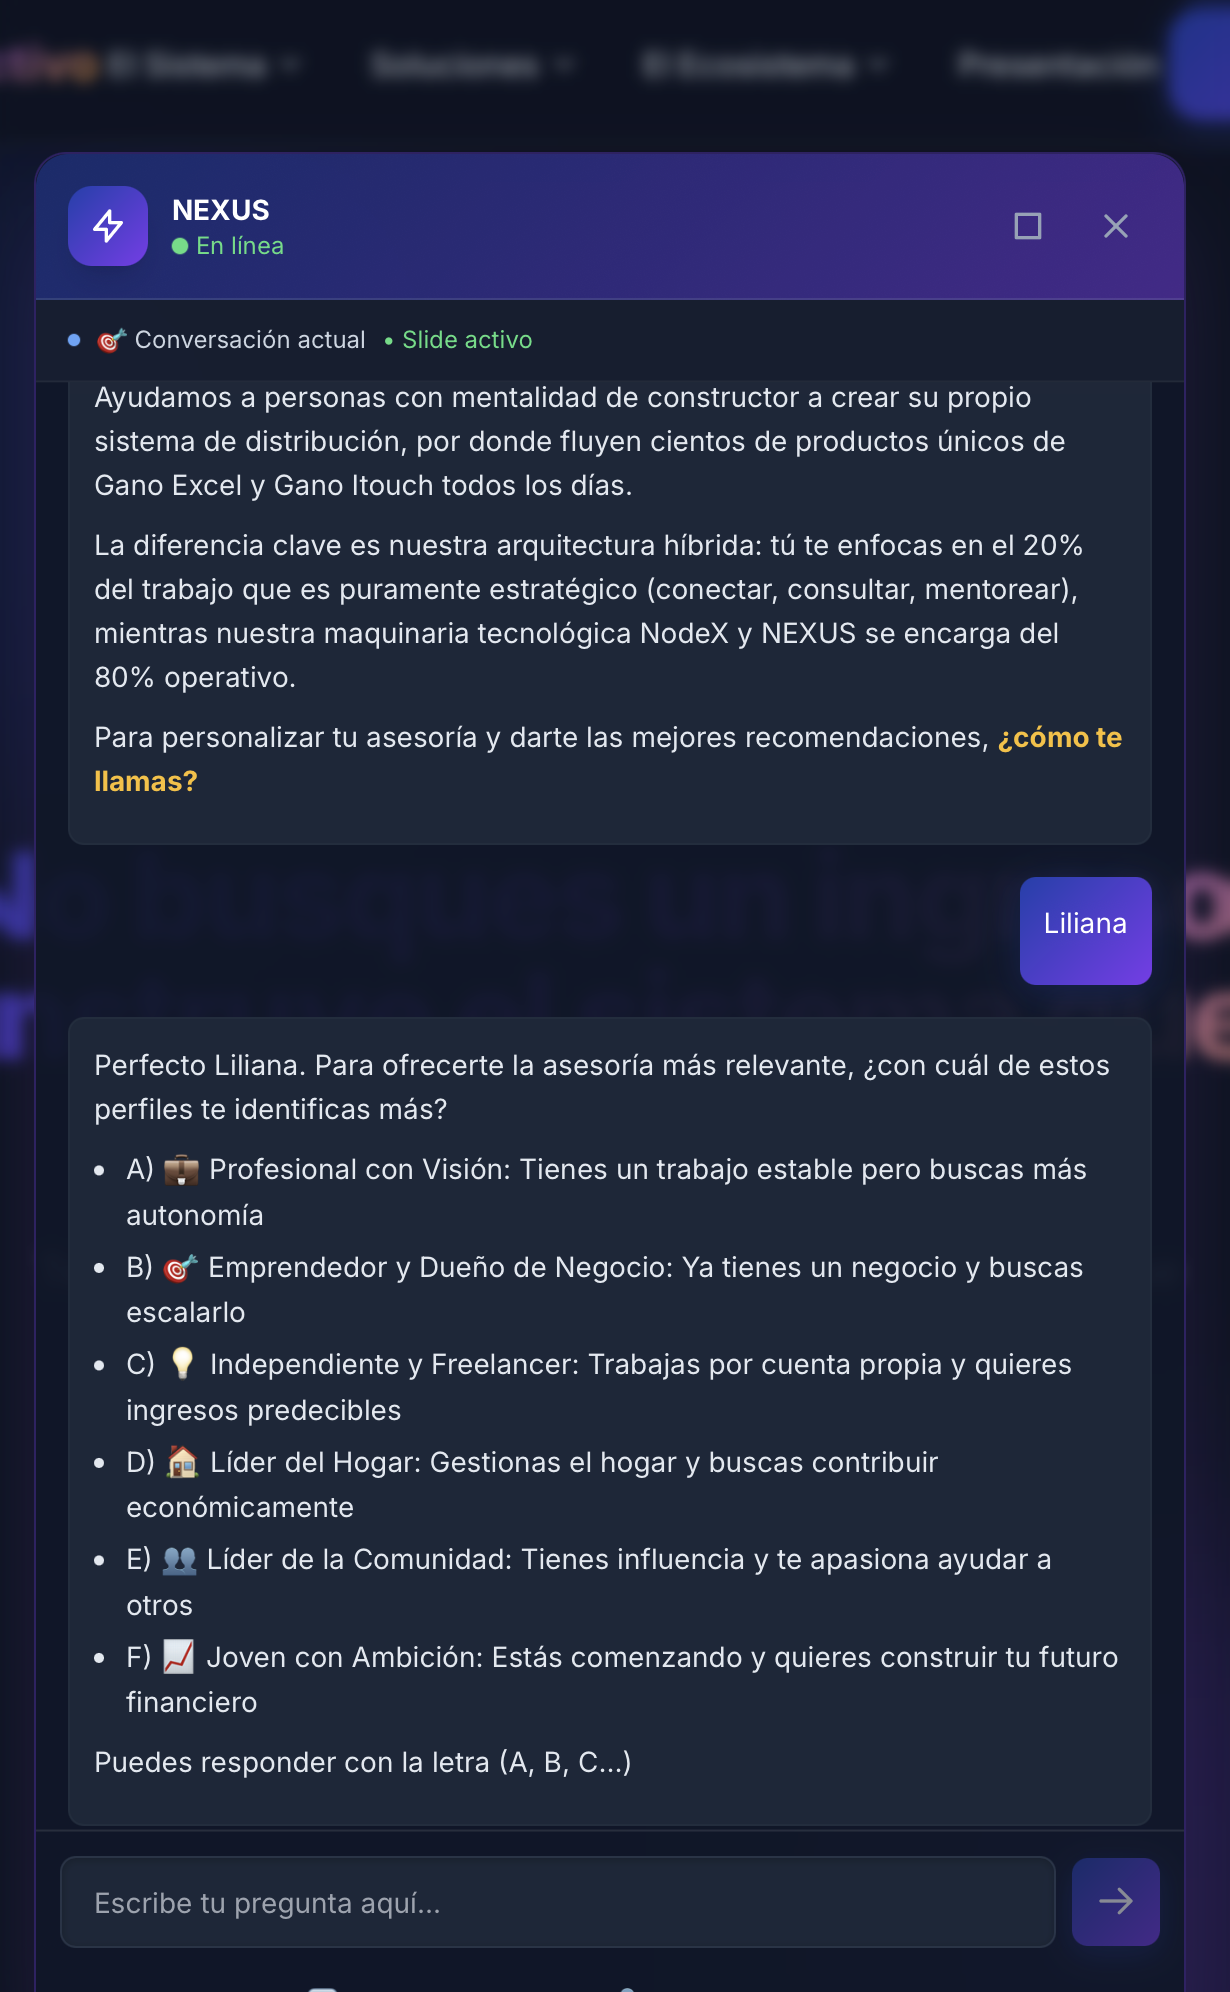 El Sistema
Soluciones
El Ecosistema
Presentación
NEXUS
En línea
🎯 Conversación actual • Slide activo
Ayudamos a personas con mentalidad de constructor a crear su propio
sistema de distribución, por donde fluyen cientos de productos únicos de
Gano Excel y Gano Itouch todos los días.
La diferencia clave es nuestra arquitectura híbrida: tú te enfocas en el 20%
del trabajo que es puramente estratégico (conectar, consultar, mentorear),
mientras nuestra maquinaria tecnológica NodeX y NEXUS se encarga del
80% operativo.
Para personalizar tu asesoría y darte las mejores recomendaciones, ¿cómo te
llamas?
Liliana
Perfecto Liliana. Para ofrecerte la asesoría más relevante, ¿con cuál de estos
perfiles te identificas más?
• A) 💼 Profesional con Visión: Tienes un trabajo estable pero buscas más
autonomía
• B) 🎯 Emprendedor y Dueño de Negocio: Ya tienes un negocio y buscas
escalarlo
• C) 💡 Independiente y Freelancer: Trabajas por cuenta propia y quieres
ingresos predecibles
• D) 🏠 Líder del Hogar: Gestionas el hogar y buscas contribuir
económicamente
• E) 👥 Líder de la Comunidad: Tienes influencia y te apasiona ayudar a
otros
• F) 📈 Joven con Ambición: Estás comenzando y quieres construir tu futuro
financiero
Puedes responder con la letra (A, B, C...)
Escribe tu pregunta aquí...